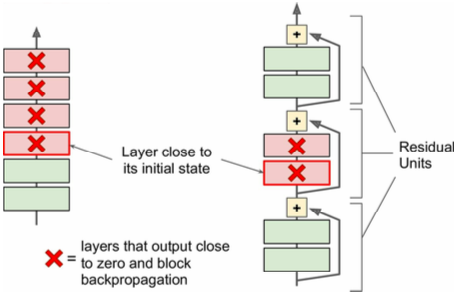 +
+
Layer close to
its initial state
Residual
Units
+
= layers that output close
to zero and block
backpropagation